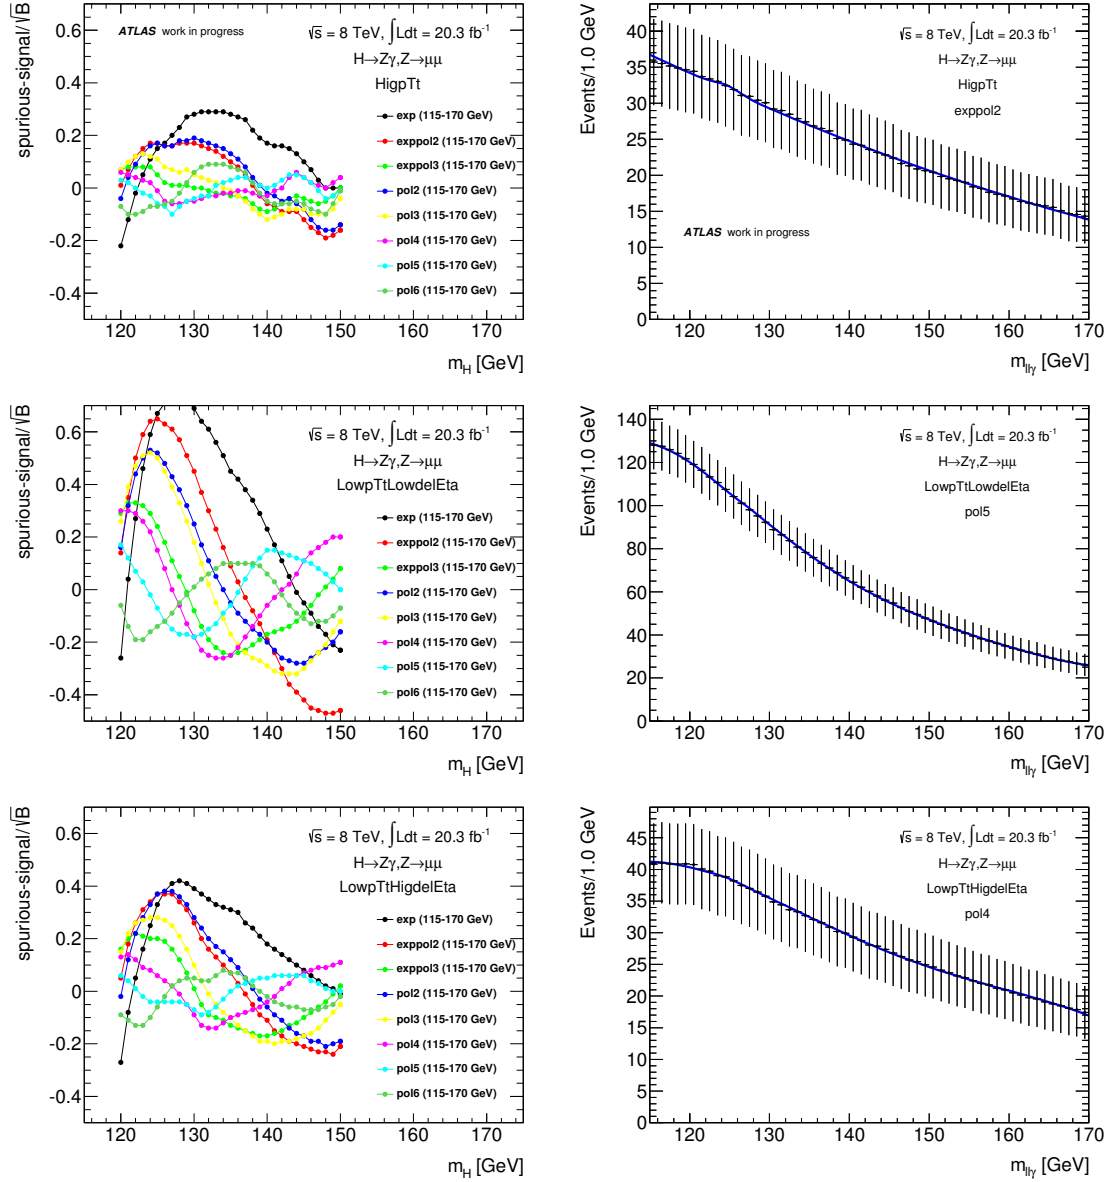 spurious-signal/√B
0.6
0.4
0.2
0
-0.2
-0.4
ATLAS work in progress
√s = 8 TeV, ∫Ldt = 20.3 fb⁻¹
H→Zγ,Z→μμ
HigpTt
exp (115-170 GeV)
exppol2 (115-170 GeV)
exppol3 (115-170 GeV)
pol2 (115-170 GeV)
pol3 (115-170 GeV)
pol4 (115-170 GeV)
pol5 (115-170 GeV)
pol6 (115-170 GeV)
120 130 140 150 160 170
m_H [GeV]
Events/1.0 GeV
40
35
30
25
20
15
10
5
0
√s = 8 TeV, ∫Ldt = 20.3 fb⁻¹
H→Zγ,Z→μμ
HigpTt
exppol2
ATLAS work in progress
120 130 140 150 160 170
m_llγ [GeV]
spurious-signal/√B
0.6
0.4
0.2
0
-0.2
-0.4
√s = 8 TeV, ∫Ldt = 20.3 fb⁻¹
H→Zγ,Z→μμ
LowpTtLowdelEta
exp (115-170 GeV)
exppol2 (115-170 GeV)
exppol3 (115-170 GeV)
pol2 (115-170 GeV)
pol3 (115-170 GeV)
pol4 (115-170 GeV)
pol5 (115-170 GeV)
pol6 (115-170 GeV)
120 130 140 150 160 170
m_H [GeV]
Events/1.0 GeV
140
120
100
80
60
40
20
0
√s = 8 TeV, ∫Ldt = 20.3 fb⁻¹
H→Zγ,Z→μμ
LowpTtLowdelEta
pol5
120 130 140 150 160 170
m_llγ [GeV]
spurious-signal/√B
0.6
0.4
0.2
0
-0.2
-0.4
√s = 8 TeV, ∫Ldt = 20.3 fb⁻¹
H→Zγ,Z→μμ
LowpTtHigdelEta
exp (115-170 GeV)
exppol2 (115-170 GeV)
exppol3 (115-170 GeV)
pol2 (115-170 GeV)
pol3 (115-170 GeV)
pol4 (115-170 GeV)
pol5 (115-170 GeV)
pol6 (115-170 GeV)
120 130 140 150 160 170
m_H [GeV]
Events/1.0 GeV
45
40
35
30
25
20
15
10
5
0
√s = 8 TeV, ∫Ldt = 20.3 fb⁻¹
H→Zγ,Z→μμ
LowpTtHigdelEta
pol4
120 130 140 150 160 170
m_llγ [GeV]